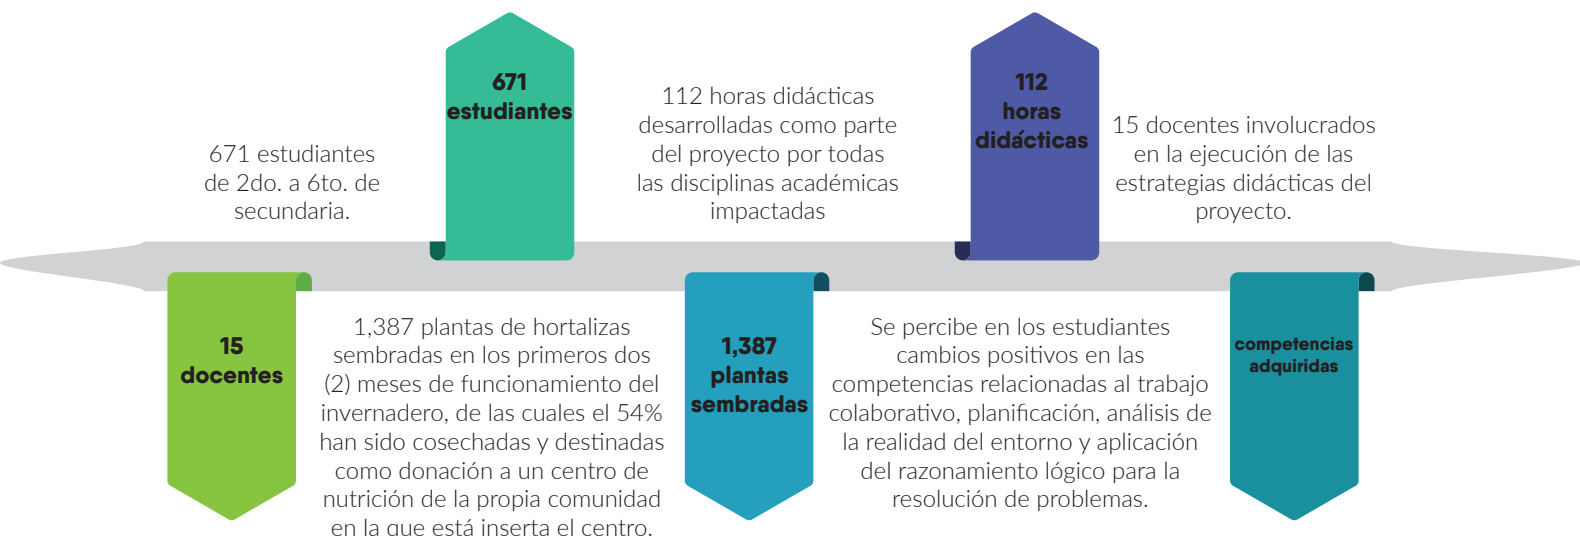 671 estudiantes
de 2do. a 6to. de
secundaria.
671
estudiantes
112 horas didácticas
desarrolladas como parte
del proyecto por todas
las disciplinas académicas
impactadas
112
horas
didácticas
15 docentes involucrados
en la ejecución de las
estrategias didácticas del
proyecto.
15
docentes
1,387 plantas de hortalizas
sembradas en los primeros dos
(2) meses de funcionamiento del
invernadero, de las cuales el 54%
han sido cosechadas y destinadas
como donación a un centro de
nutrición de la propia comunidad
en la que está inserta el centro.
1,387
plantas
sembradas
Se percibe en los estudiantes
cambios positivos en las
competencias relacionadas al trabajo
colaborativo, planificación, análisis de
la realidad del entorno y aplicación
del razonamiento lógico para la
resolución de problemas.
competencias
adquiridas